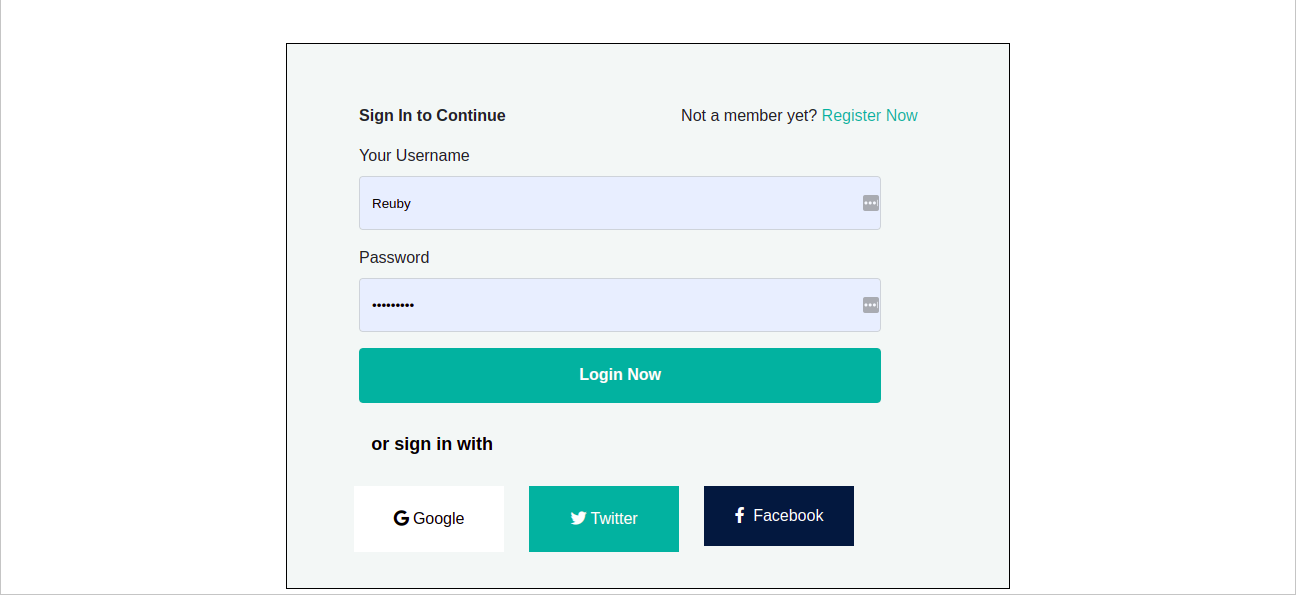 Sign In to Continue
Not a member yet? Register Now
Your Username
Reuby
Password
•••••••••
Login Now
or sign in with
Google
Twitter
Facebook